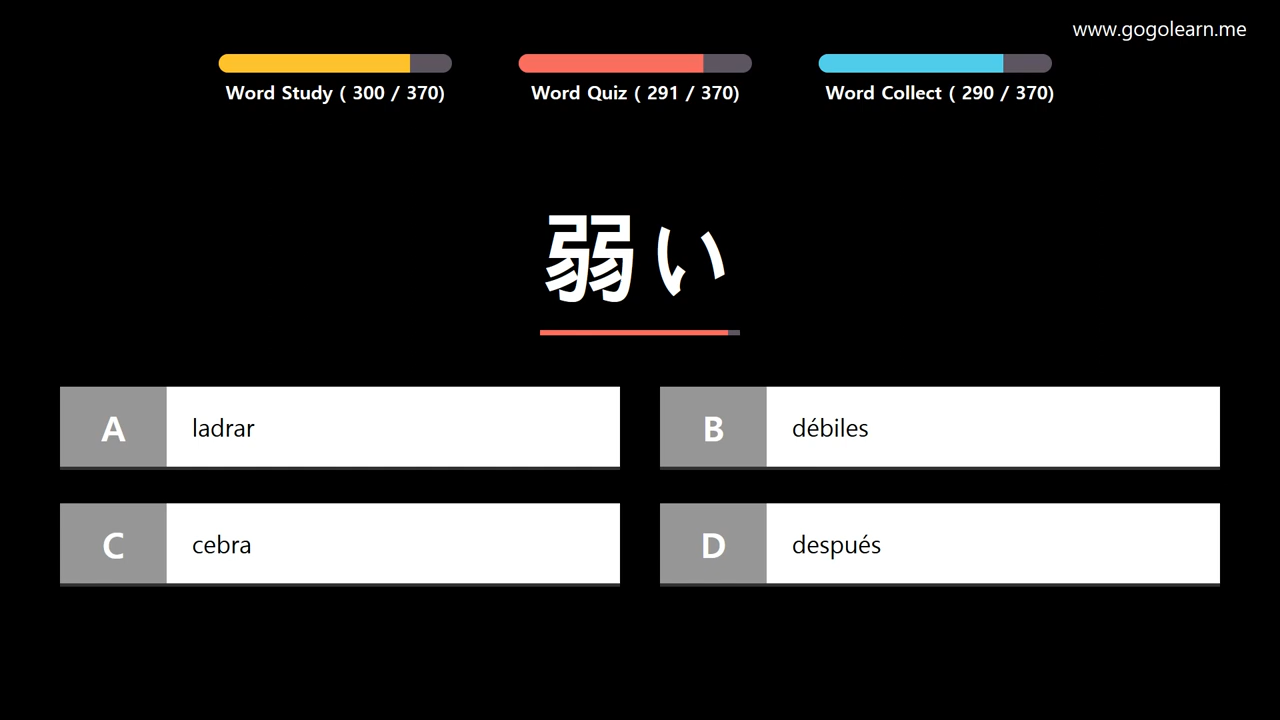 www.gogolearn.me
Word Study ( 300 / 370)
Word Quiz ( 291 / 370)
Word Collect ( 290 / 370)
弱い
A ladrar
B débiles
C cebra
D después